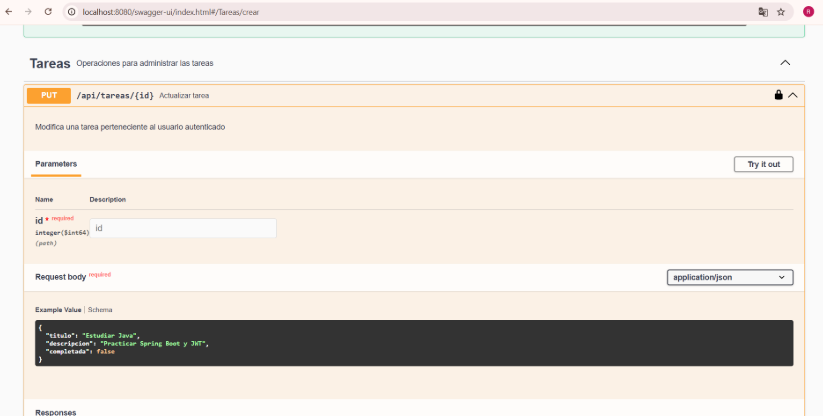 localhost:8080/swagger-ui/index.html#/Tareas/crear
R
Tareas Operaciones para administrar las tareas
PUT /api/tareas/{id} Actualizar tarea
Modifica una tarea perteneciente al usuario autenticado
Parameters
Try it out
Name Description
id * required
integer($int64)
(path)
id
Request body required
application/json
Example Value | Schema
{
"titulo": "Estudiar Java",
"descripcion": "Practicar Spring Boot y JWT",
"completada": false
}
Responses